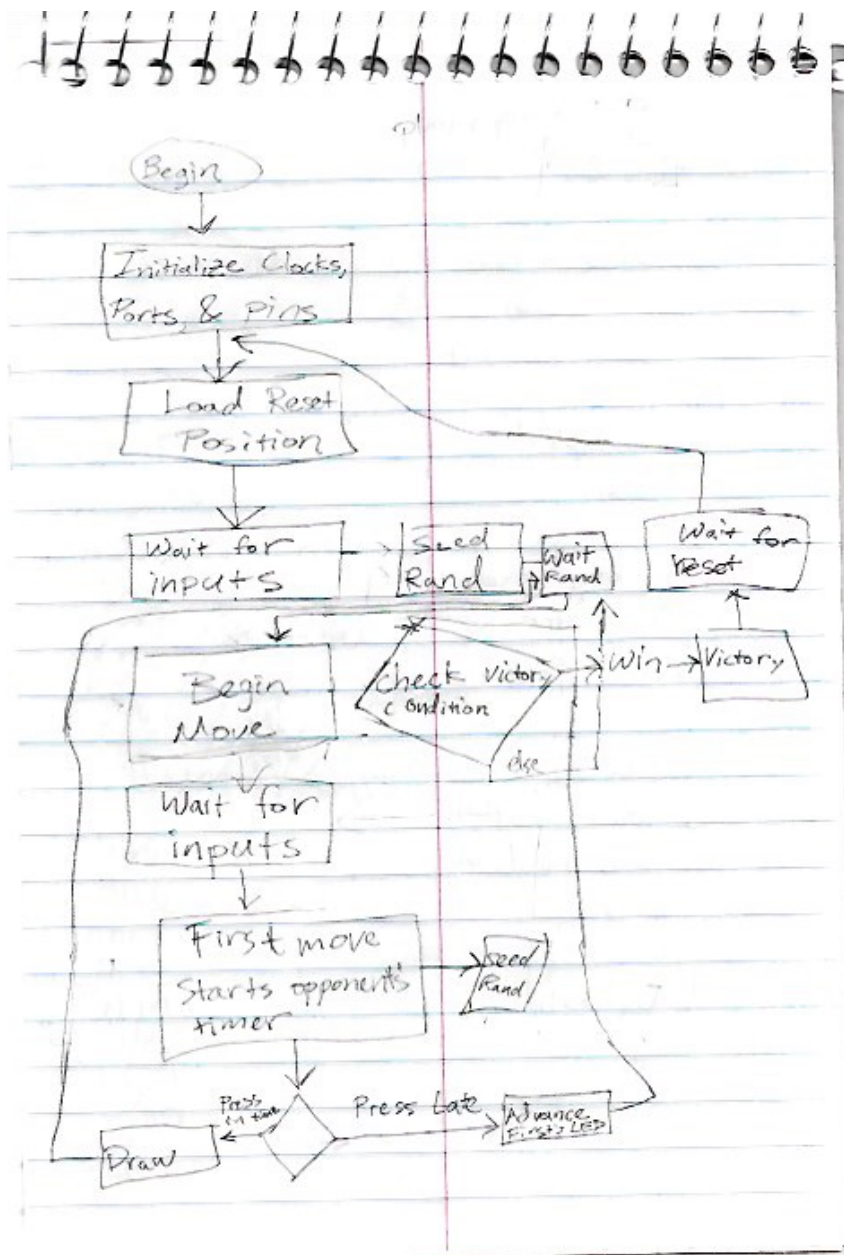 Begin
Initialize Clocks,
Ports, & pins
Load Reset
Position
Wait for
inputs
Seed
Rand
Wait
Rand
Wait for
reset
Begin
Move
Check Victory
Condition
Win
Victory
else
Wait for
inputs
First move
Starts opponent's
timer
Seed
Rand
Press
in time
Press Late
Advance
First's LED
Draw